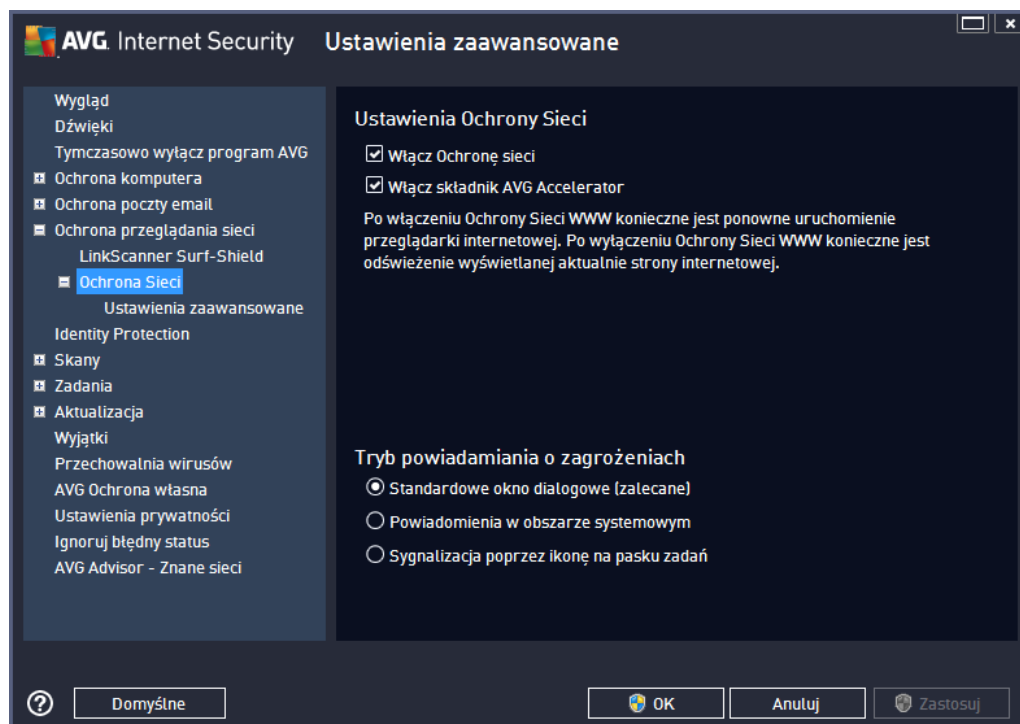 AVG. Internet Security
Ustawienia zaawansowane
Wygląd
Dźwięki
Tymczasowo wyłącz program AVG
Ochrona komputera
Ochrona poczty email
Ochrona przeglądania sieci
LinkScanner Surf-Shield
Ochrona Sieci
Ustawienia zaawansowane
Identity Protection
Skany
Zadania
Aktualizacja
Wyjątki
Przechowalnia wirusów
AVG Ochrona własna
Ustawienia prywatności
Ignoruj błędny status
AVG Advisor - Znane sieci
Ustawienia Ochrony Sieci
Włącz Ochronę sieci
Włącz składnik AVG Accelerator
Po włączeniu Ochrony Sieci WWW konieczne jest ponowne uruchomienie
przeglądarki internetowej. Po wyłączeniu Ochrony Sieci WWW konieczne jest
odświeżenie wyświetlanej aktualnie strony internetowej.
Tryb powiadamiania o zagrożeniach
Standardowe okno dialogowe (zalecane)
Powiadomienia w obszarze systemowym
Sygnalizacja poprzez ikonę na pasku zadań
Domyślne
OK
Anuluj
Zastosuj